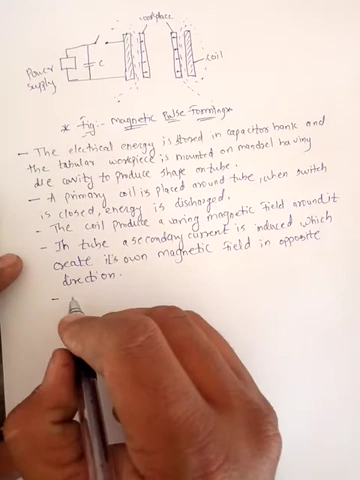 workpiece
Power
supply
C
coil
* Fig:- Magnetic Pulse Forming *
- The electrical energy is stored in capacitor bank and
the tabular workpiece is mounted on mandrel having
die cavity to produce shape on tube.
- A primary coil is placed around tube, when switch
is closed, energy is discharged.
- The coil produce a varing magnetic field around it
- In tube a secondary current is induced which
create it's own magnetic field in opposite
direction.
-